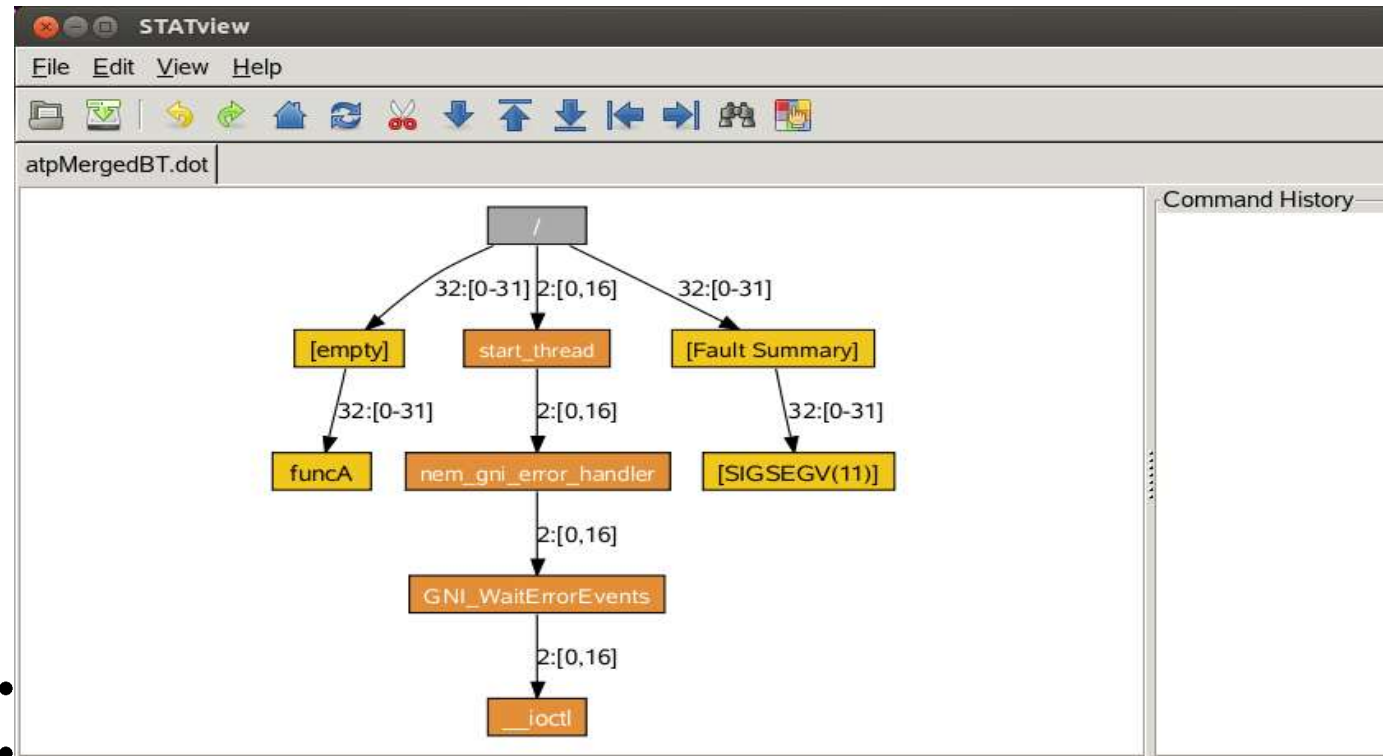 STATview
File Edit View Help
atpMergedBT.dot
Command History
/
32:[0-31] 2:[0,16] 32:[0-31]
[empty] start_thread [Fault Summary]
32:[0-31] 2:[0,16] 32:[0-31]
funcA nem_gni_error_handler [SIGSEGV(11)]
2:[0,16]
GNI_WaitErrorEvents
2:[0,16]
__ioctl